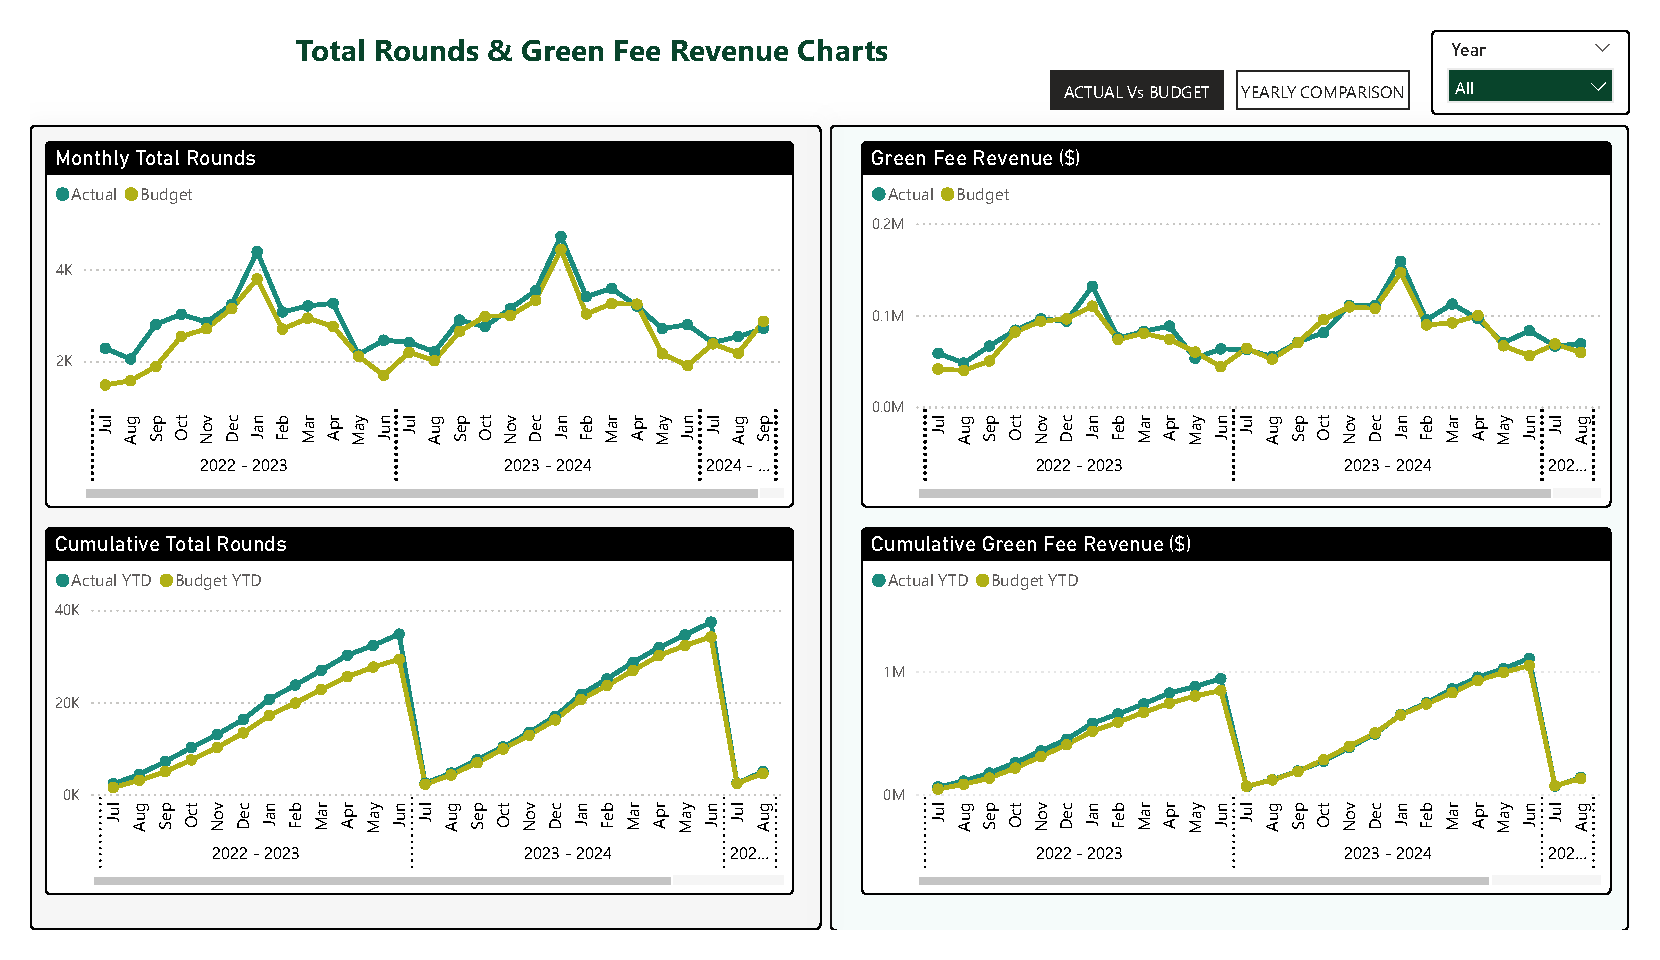 Total Rounds & Green Fee Revenue Charts
ACTUAL Vs BUDGET
YEARLY COMPARISON
Year
All
Monthly Total Rounds
Actual Budget
4K
2K
Jul Aug Sep Oct Nov Dec Jan Feb Mar Apr May Jun Jul Aug Sep Oct Nov Dec Jan Feb Mar Apr May Jun Jul Aug Sep
2022 - 2023 2023 - 2024 2024 - ...
Green Fee Revenue ($)
Actual Budget
0.2M
0.1M
0.0M
Jul Aug Sep Oct Nov Dec Jan Feb Mar Apr May Jun Jul Aug Sep Oct Nov Dec Jan Feb Mar Apr May Jun Jul Aug
2022 - 2023 2023 - 2024 202...
Cumulative Total Rounds
Actual YTD Budget YTD
40K
20K
0K
Jul Aug Sep Oct Nov Dec Jan Feb Mar Apr May Jun Jul Aug Sep Oct Nov Dec Jan Feb Mar Apr May Jun Jul Aug
2022 - 2023 2023 - 2024 202...
Cumulative Green Fee Revenue ($)
Actual YTD Budget YTD
1M
0M
Jul Aug Sep Oct Nov Dec Jan Feb Mar Apr May Jun Jul Aug Sep Oct Nov Dec Jan Feb Mar Apr May Jun Jul Aug
2022 - 2023 2023 - 2024 202...